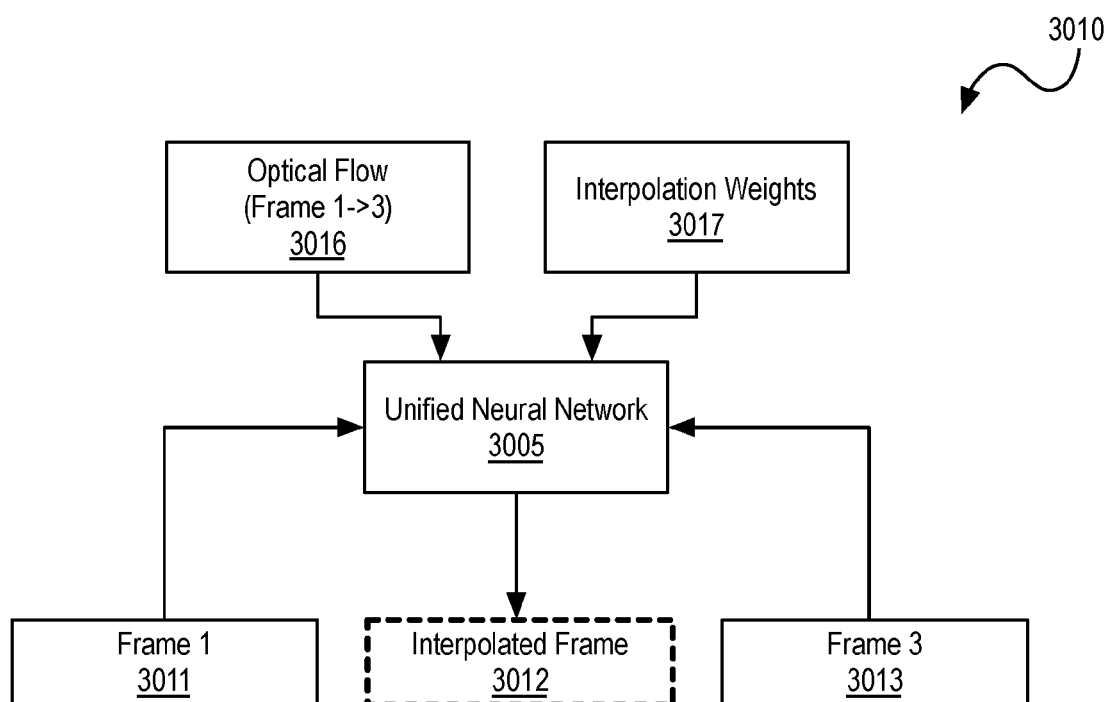 3010
Optical Flow
(Frame 1->3)
3016
Interpolation Weights
3017
Unified Neural Network
3005
Frame 1
3011
Interpolated Frame
3012
Frame 3
3013